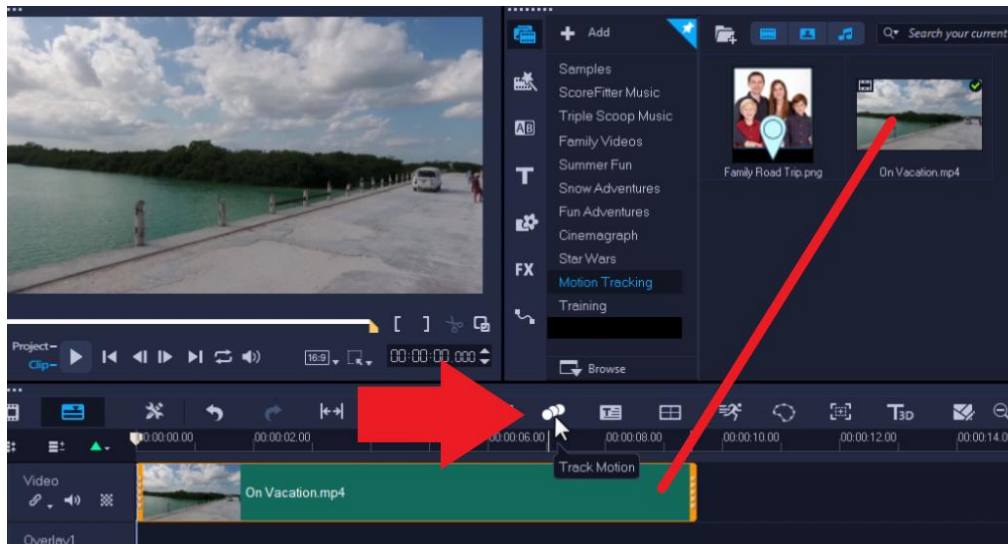 Add
Search your current
Samples
ScoreFitter Music
Triple Scoop Music
Family Videos
Summer Fun
Snow Adventures
Fun Adventures
Cinemagraph
Star Wars
Motion Tracking
Training
Browse
AB
T
FX
Family Road Trip.png
On Vacation.mp4
[ ]
Project-
Clip-
16:9
00:00:00.000
T3D
0:00:00.00
00:00:02.00
00:00:06.00
00:00:08.00
00:00:10.00
00:00:12.00
00:00:14.0
Track Motion
Video
On Vacation.mp4
Overlay1